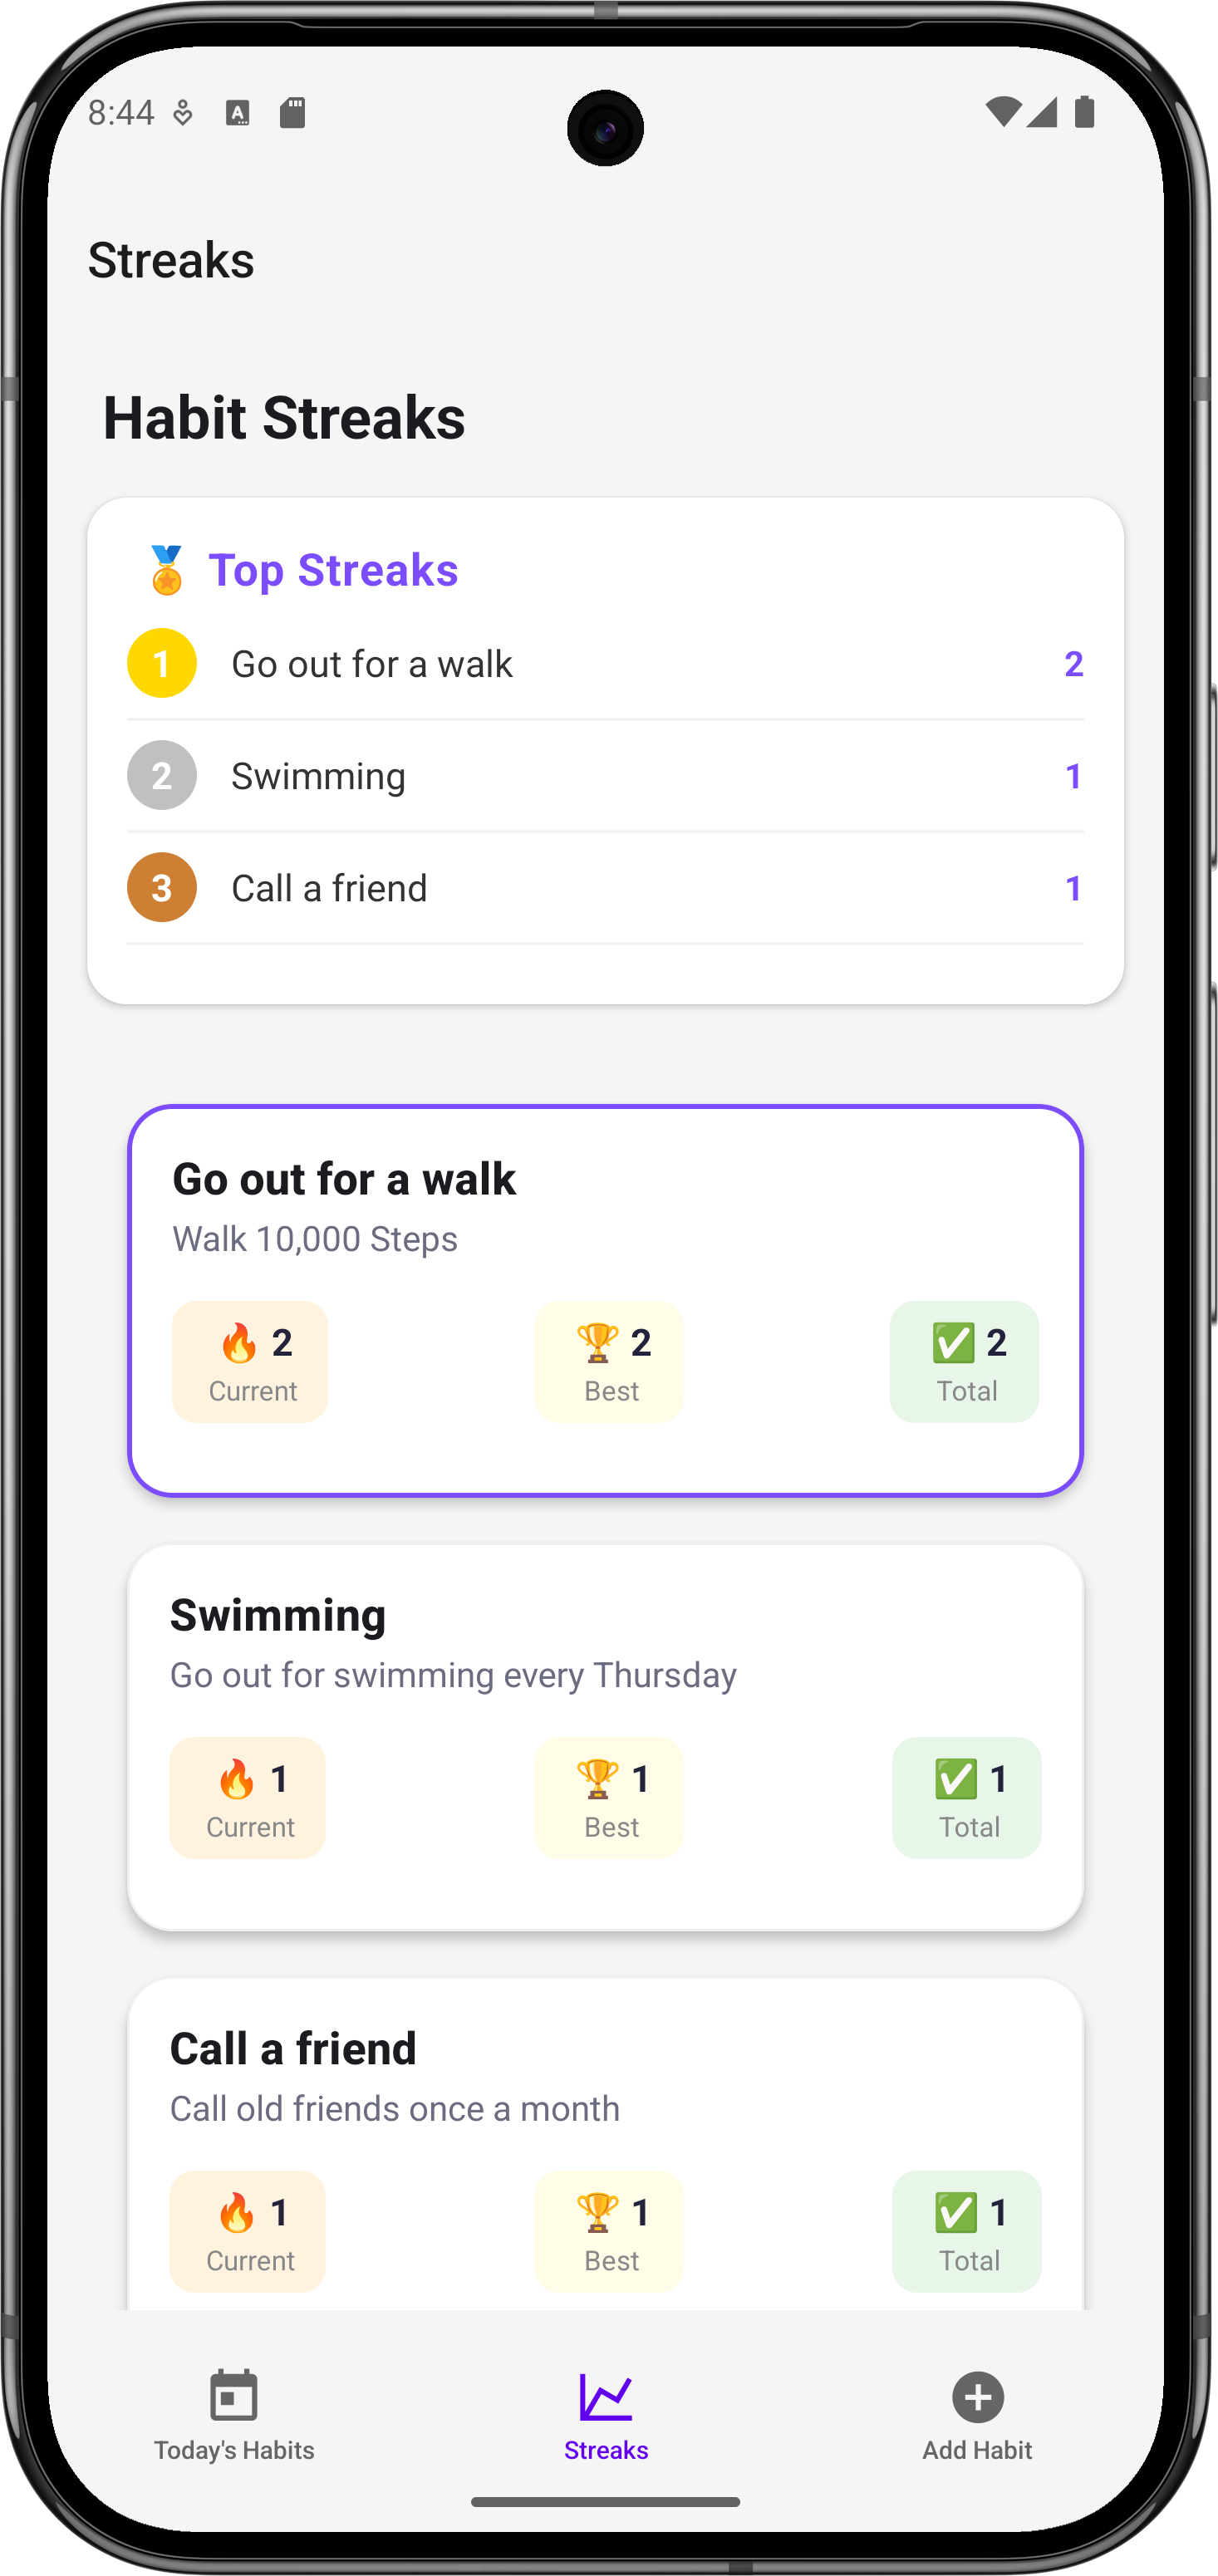 8:44
Streaks
Habit Streaks
🏅 Top Streaks
1 Go out for a walk 2
2 Swimming 1
3 Call a friend 1
Go out for a walk
Walk 10,000 Steps
🔥 2 🏆 2 ✅ 2
Current Best Total
Swimming
Go out for swimming every Thursday
🔥 1 🏆 1 ✅ 1
Current Best Total
Call a friend
Call old friends once a month
🔥 1 🏆 1 ✅ 1
Current Best Total
Today's Habits Streaks Add Habit